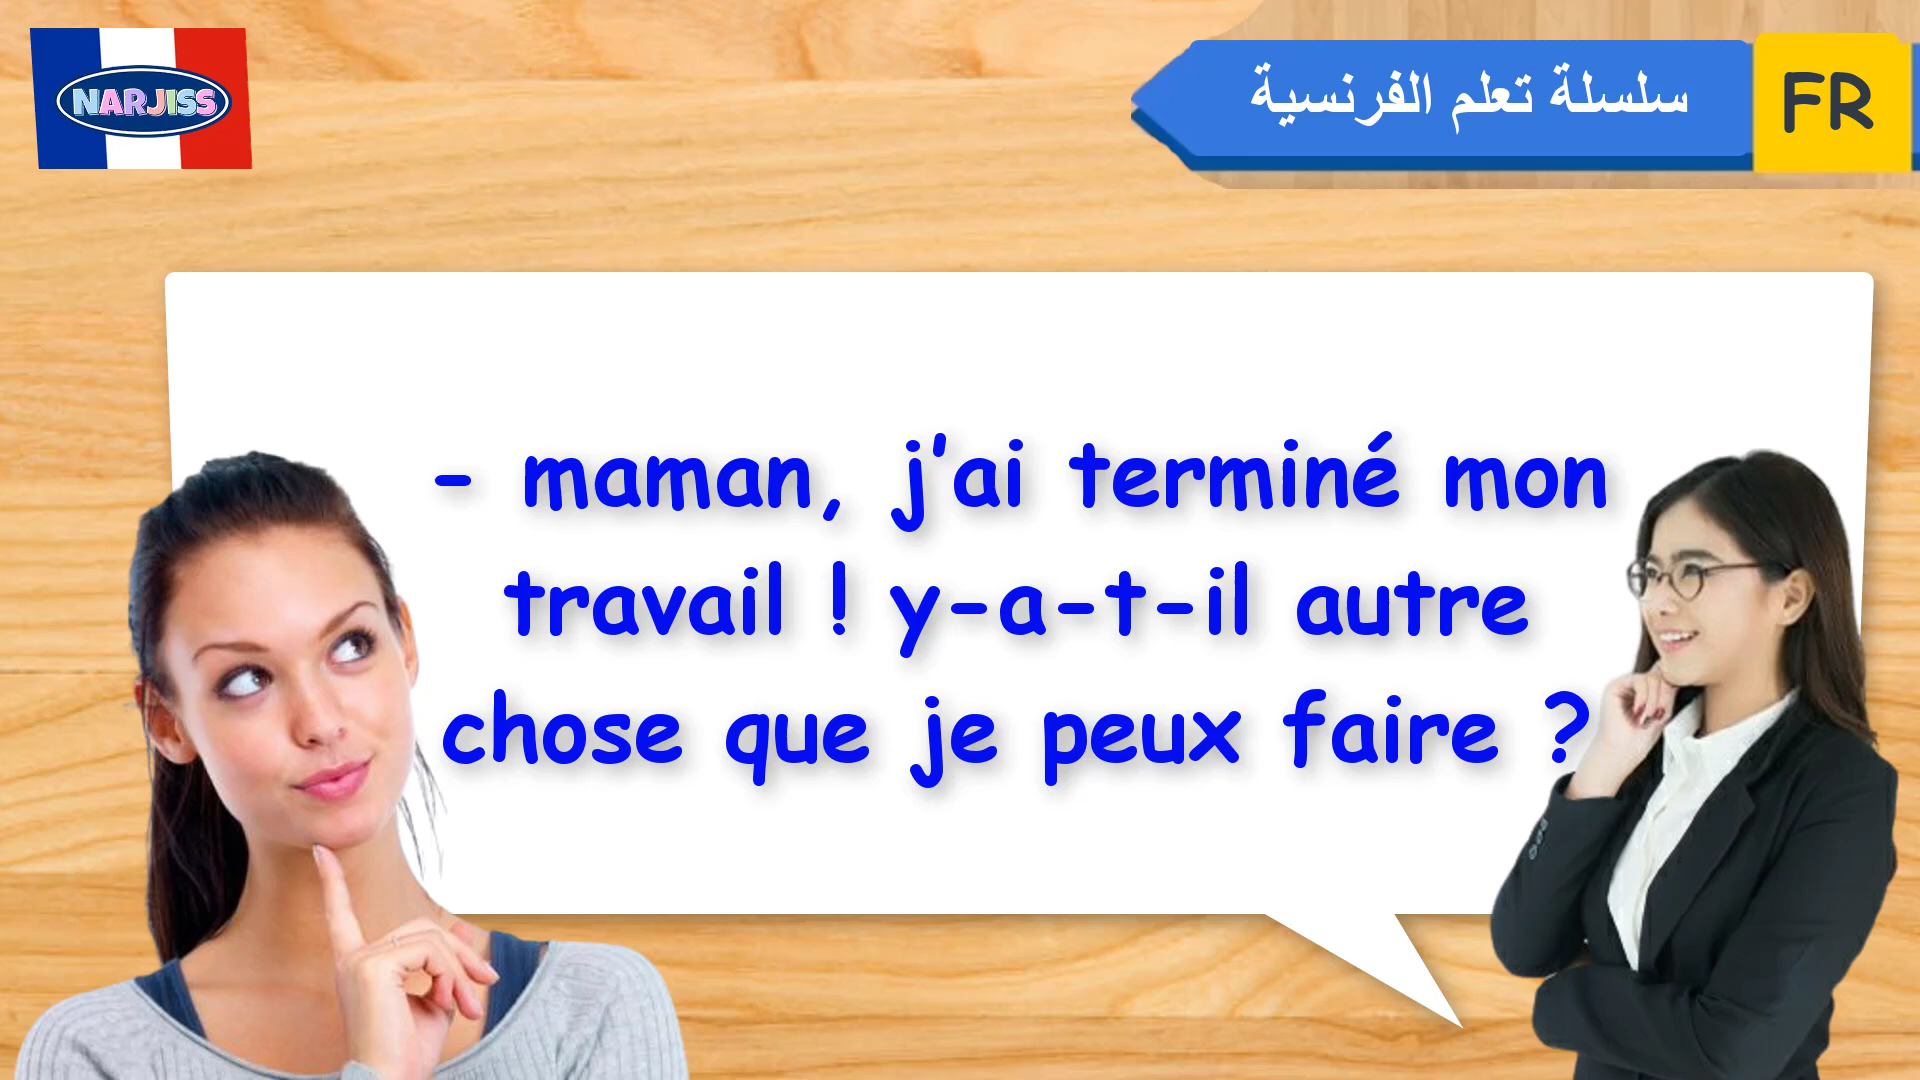 NARJISS
سلسلة تعلم الفرنسية
FR
- maman, j’ai terminé mon
travail ! y-a-t-il autre
chose que je peux faire ?